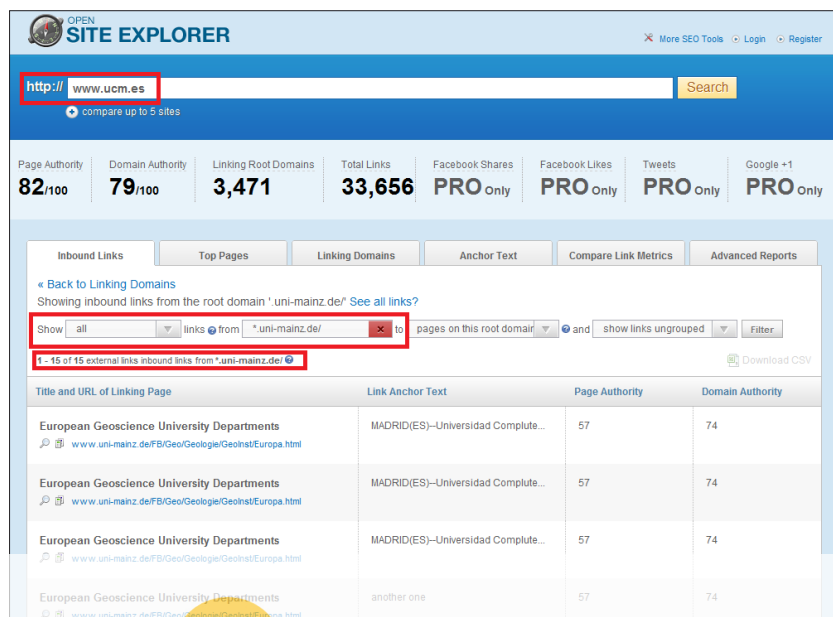 OPEN
SITE EXPLORER
More SEO Tools Login Register
http:// www.ucm.es Search
compare up to 5 sites
Page Authority Domain Authority Linking Root Domains Total Links Facebook Shares Facebook Likes Tweets Google +1
82/100 79/100 3,471 33,656 PRO Only PRO Only PRO Only PRO Only
Inbound Links Top Pages Linking Domains Anchor Text Compare Link Metrics Advanced Reports
« Back to Linking Domains
Showing inbound links from the root domain '.uni-mainz.de/' See all links?
Show all links from *.uni-mainz.de/ to pages on this root domain and show links ungrouped Filter
1 - 15 of 15 external links inbound links from *.uni-mainz.de/
Download CSV
Title and URL of Linking Page Link Anchor Text Page Authority Domain Authority
European Geoscience University Departments MADRID(ES)--Universidad Complute... 57 74
www.uni-mainz.de/FB/Geo/Geologie/GeoInst/Europa.html
European Geoscience University Departments MADRID(ES)--Universidad Complute... 57 74
www.uni-mainz.de/FB/Geo/Geologie/GeoInst/Europa.html
European Geoscience University Departments MADRID(ES)--Universidad Complute... 57 74
www.uni-mainz.de/FB/Geo/Geologie/GeoInst/Europa.html
European Geoscience University Departments another one 57 74
www.uni-mainz.de/FB/Geo/Geologie/GeoInst/Europa.html